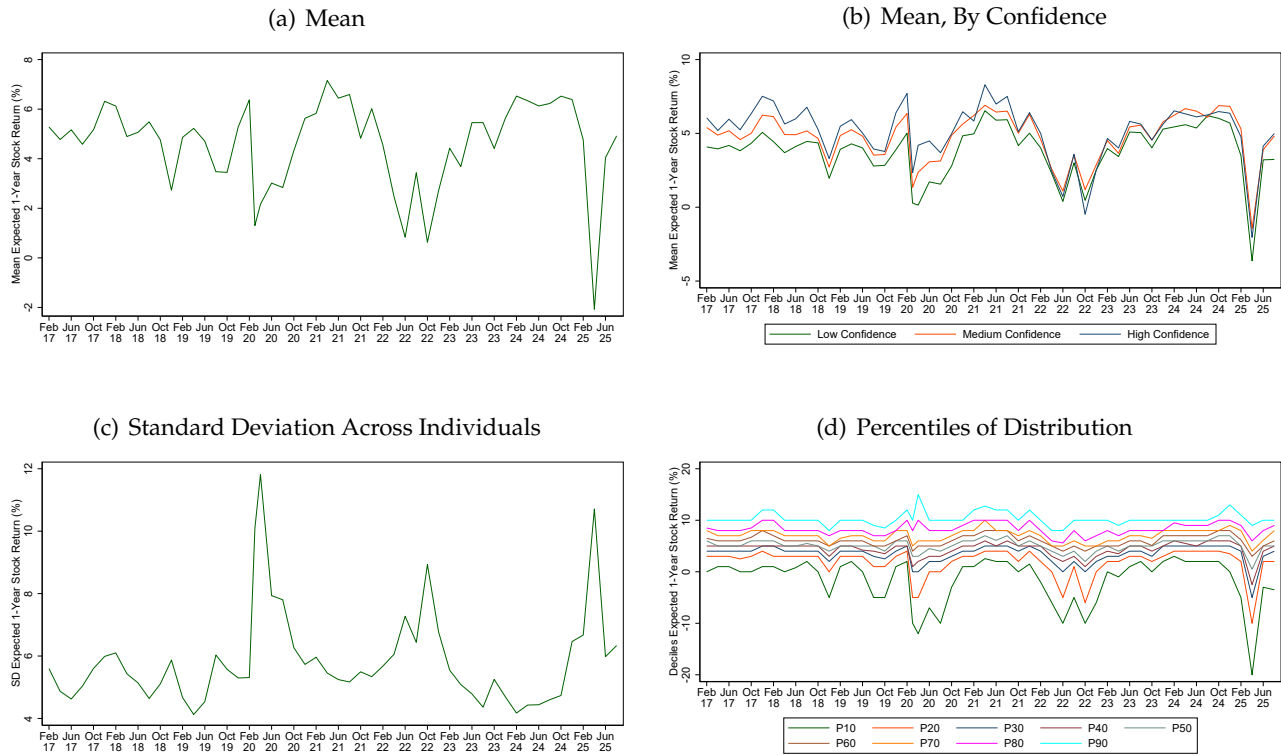 (a) Mean
Mean Expected 1-Year Stock Return (%)
8
6
4
2
0
-2
Feb Jun Oct Feb Jun Oct Feb Jun Oct Feb Jun Oct Feb Jun Oct Feb Jun Oct Feb Jun Oct Feb Jun Oct Feb Jun
17 17 17 18 18 18 19 19 19 20 20 20 21 21 21 22 22 22 23 23 23 24 24 24 25 25
(b) Mean, By Confidence
Mean Expected 1-Year Stock Return (%)
10
5
0
-5
Feb Jun Oct Feb Jun Oct Feb Jun Oct Feb Jun Oct Feb Jun Oct Feb Jun Oct Feb Jun Oct Feb Jun Oct Feb Jun
17 17 17 18 18 18 19 19 19 20 20 20 21 21 21 22 22 22 23 23 23 24 24 24 25 25
Low Confidence Medium Confidence High Confidence
(c) Standard Deviation Across Individuals
SD Expected 1-Year Stock Return (%)
12
10
8
6
4
Feb Jun Oct Feb Jun Oct Feb Jun Oct Feb Jun Oct Feb Jun Oct Feb Jun Oct Feb Jun Oct Feb Jun Oct Feb Jun
17 17 17 18 18 18 19 19 19 20 20 20 21 21 21 22 22 22 23 23 23 24 24 24 25 25
(d) Percentiles of Distribution
Deciles Expected 1-Year Stock Return (%)
20
10
0
-10
-20
Feb Jun Oct Feb Jun Oct Feb Jun Oct Feb Jun Oct Feb Jun Oct Feb Jun Oct Feb Jun Oct Feb Jun Oct Feb Jun
17 17 17 18 18 18 19 19 19 20 20 20 21 21 21 22 22 22 23 23 23 24 24 24 25 25
P10 P20 P30 P40 P50
P60 P70 P80 P90